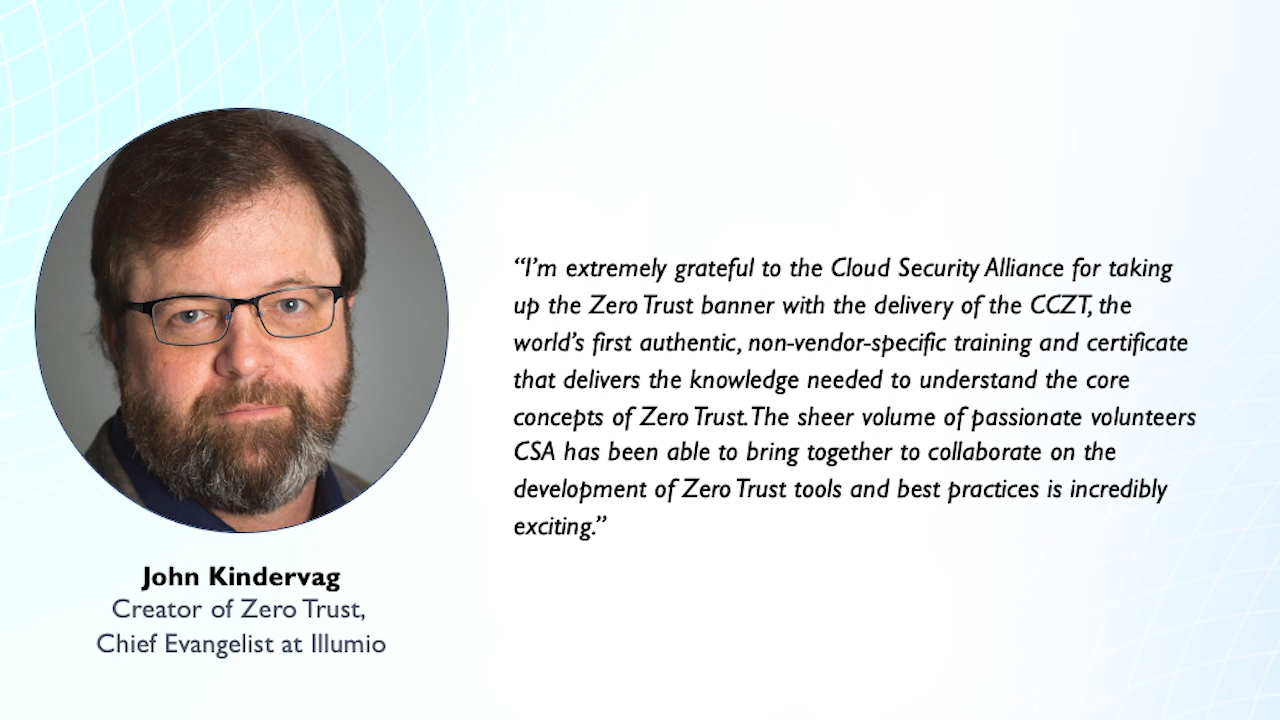 “I’m extremely grateful to the Cloud Security Alliance for taking
up the Zero Trust banner with the delivery of the CCZT, the
world’s first authentic, non-vendor-specific training and certificate
that delivers the knowledge needed to understand the core
concepts of Zero Trust. The sheer volume of passionate volunteers
CSA has been able to bring together to collaborate on the
development of Zero Trust tools and best practices is incredibly
exciting.”
John Kindervag
Creator of Zero Trust,
Chief Evangelist at Illumio